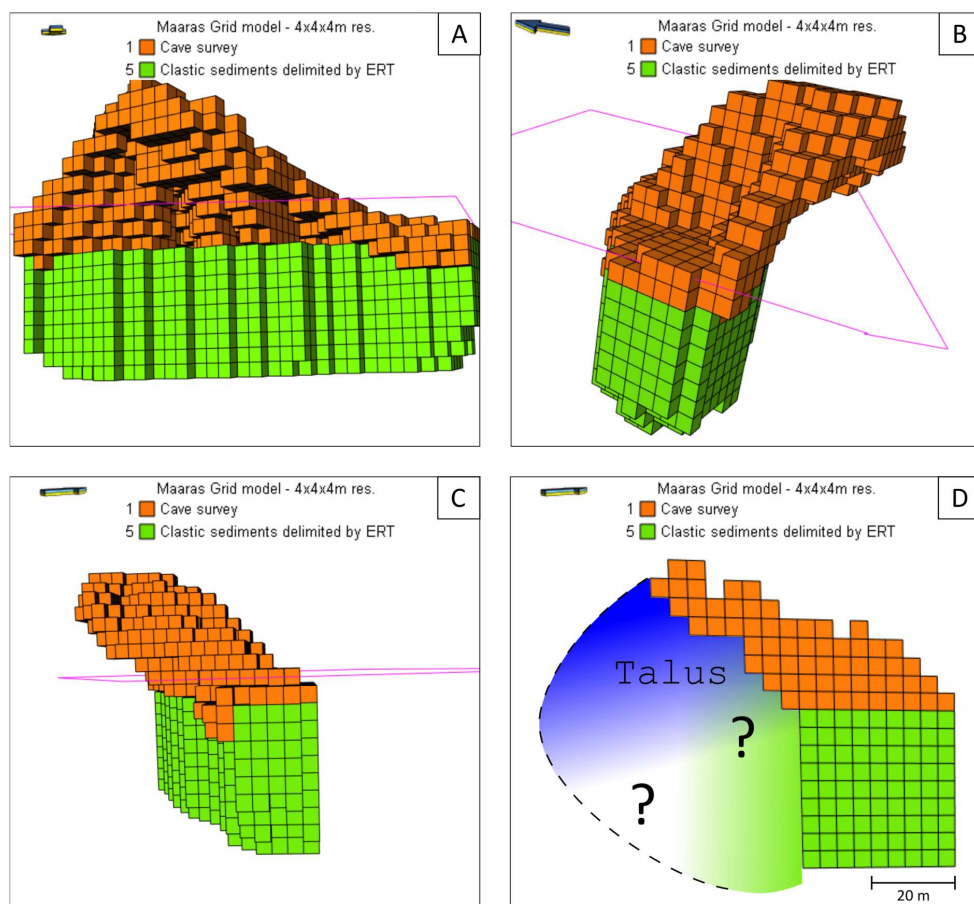 Maaras Grid model - 4x4x4m res.
A
1 Cave survey
5 Clastic sediments delimited by ERT
Maaras Grid model - 4x4x4m res.
B
1 Cave survey
5 Clastic sediments delimited by ERT
Maaras Grid model - 4x4x4m res.
C
1 Cave survey
5 Clastic sediments delimited by ERT
Maaras Grid model - 4x4x4m res.
D
1 Cave survey
5 Clastic sediments delimited by ERT
Talus
?
?
20 m